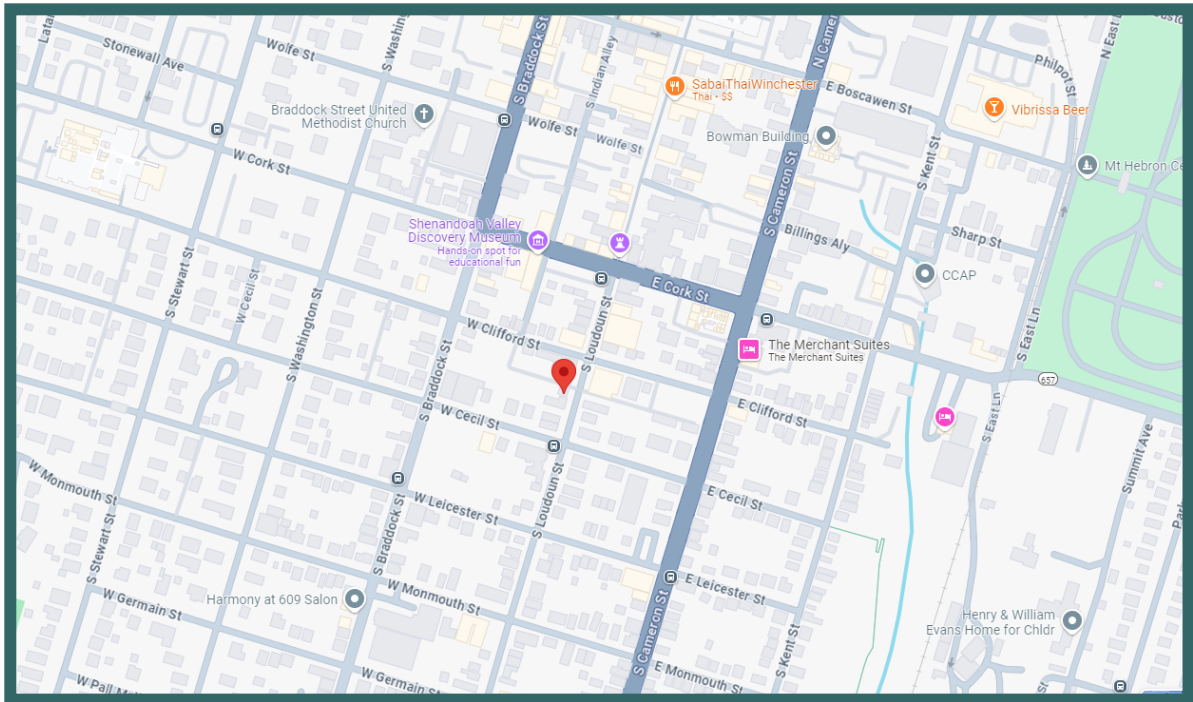 Stonewall Ave
Wolfe St
S Washing
S Braddock St
S Indian Alley
N Came
N East Ln
Philpot St
SabaiThaiWinchester
Thai · $$
E Boscawen St
Vibrissa Beer
Braddock Street United
Methodist Church
Wolfe St
Wolfe St
Bowman Building
S Kent St
Mt Hebron Ce
W Cork St
S Cameron St
Shenandoah Valley
Discovery Museum
Hands-on spot for
educational fun
Billings Aly
Sharp St
CCAP
E Cork St
S Stewart St
W Cecil St
S Washington St
W Clifford St
S Loudoun St
S East Ln
The Merchant Suites
The Merchant Suites
657
S Braddock St
W Cecil St
E Clifford St
S East Ln
Summit Ave
W Monmouth St
W Leicester St
S Loudoun St
E Cecil St
S Stewart St
S Braddock St
W Germain St
Harmony at 609 Salon
W Monmouth St
E Leicester St
S Cameron St
S Kent St
Henry & William
Evans Home for Chldr
W Germain St
E Monmouth St
W Pall M